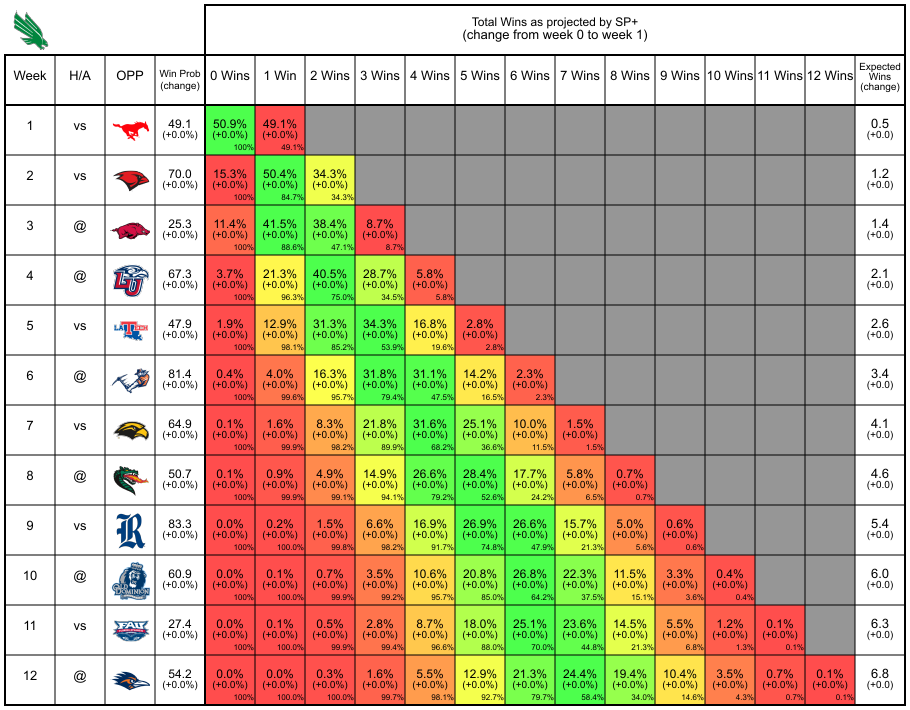 Total Wins as projected by SP+
(change from week 0 to week 1)
Week H/A OPP Win Prob (change) 0 Wins 1 Win 2 Wins 3 Wins 4 Wins 5 Wins 6 Wins 7 Wins 8 Wins 9 Wins 10 Wins 11 Wins 12 Wins Expected Wins (change)
1 vs 49.1 50.9% 49.1% 0.5
(+0.0%) (+0.0%) (+0.0%) (+0.0)
100% 49.1%
2 vs 70.0 15.3% 50.4% 34.3% 1.2
(+0.0%) (+0.0%) (+0.0%) (+0.0%) (+0.0)
100% 84.7% 34.3%
3 @ 25.3 11.4% 41.5% 38.4% 8.7% 1.4
(+0.0%) (+0.0%) (+0.0%) (+0.0%) (+0.0%) (+0.0)
100% 88.6% 47.1% 8.7%
4 @ LU 67.3 3.7% 21.3% 40.5% 28.7% 5.8% 2.1
(+0.0%) (+0.0%) (+0.0%) (+0.0%) (+0.0%) (+0.0%) (+0.0)
100% 96.3% 75.0% 34.5% 5.8%
5 vs LA TECH 47.9 1.9% 12.9% 31.3% 34.3% 16.8% 2.8% 2.6
(+0.0%) (+0.0%) (+0.0%) (+0.0%) (+0.0%) (+0.0%) (+0.0%) (+0.0)
100% 98.1% 85.2% 53.9% 19.6% 2.8%
6 @ 81.4 0.4% 4.0% 16.3% 31.8% 31.1% 14.2% 2.3% 3.4
(+0.0%) (+0.0%) (+0.0%) (+0.0%) (+0.0%) (+0.0%) (+0.0%) (+0.0%) (+0.0)
100% 99.6% 95.7% 79.4% 47.5% 16.5% 2.3%
7 vs 64.9 0.1% 1.6% 8.3% 21.8% 31.6% 25.1% 10.0% 1.5% 4.1
(+0.0%) (+0.0%) (+0.0%) (+0.0%) (+0.0%) (+0.0%) (+0.0%) (+0.0%) (+0.0%) (+0.0)
100% 99.9% 98.2% 89.9% 68.2% 36.6% 11.5% 1.5%
8 @ 50.7 0.1% 0.9% 4.9% 14.9% 26.6% 28.4% 17.7% 5.8% 0.7% 4.6
(+0.0%) (+0.0%) (+0.0%) (+0.0%) (+0.0%) (+0.0%) (+0.0%) (+0.0%) (+0.0%) (+0.0%) (+0.0)
100% 99.9% 99.1% 94.1% 79.2% 52.6% 24.2% 6.5% 0.7%
9 vs R 83.3 0.0% 0.2% 1.5% 6.6% 16.9% 26.9% 26.6% 15.7% 5.0% 0.6% 5.4
(+0.0%) (+0.0%) (+0.0%) (+0.0%) (+0.0%) (+0.0%) (+0.0%) (+0.0%) (+0.0%) (+0.0%) (+0.0%) (+0.0)
100% 100.0% 99.8% 98.2% 91.7% 74.8% 47.9% 21.3% 5.6% 0.6%
10 @ OLD DOMINION 60.9 0.0% 0.1% 0.7% 3.5% 10.6% 20.8% 26.8% 22.3% 11.5% 3.3% 0.4% 6.0
(+0.0%) (+0.0%) (+0.0%) (+0.0%) (+0.0%) (+0.0%) (+0.0%) (+0.0%) (+0.0%) (+0.0%) (+0.0%) (+0.0%) (+0.0)
100% 100.0% 99.9% 99.2% 95.7% 85.0% 64.2% 37.5% 15.1% 3.6% 0.4%
11 vs FAU 27.4 0.0% 0.1% 0.5% 2.8% 8.7% 18.0% 25.1% 23.6% 14.5% 5.5% 1.2% 0.1% 6.3
(+0.0%) (+0.0%) (+0.0%) (+0.0%) (+0.0%) (+0.0%) (+0.0%) (+0.0%) (+0.0%) (+0.0%) (+0.0%) (+0.0%) (+0.0%) (+0.0)
100% 100.0% 99.9% 99.4% 96.6% 88.0% 70.0% 44.8% 21.3% 6.8% 1.3% 0.1%
12 @ 54.2 0.0% 0.0% 0.3% 1.6% 5.5% 12.9% 21.3% 24.4% 19.4% 10.4% 3.5% 0.7% 0.1% 6.8
(+0.0%) (+0.0%) (+0.0%) (+0.0%) (+0.0%) (+0.0%) (+0.0%) (+0.0%) (+0.0%) (+0.0%) (+0.0%) (+0.0%) (+0.0%) (+0.0%) (+0.0)
100% 100.0% 100.0% 99.7% 98.1% 92.7% 79.7% 58.4% 34.0% 14.6% 4.3% 0.7% 0.1%